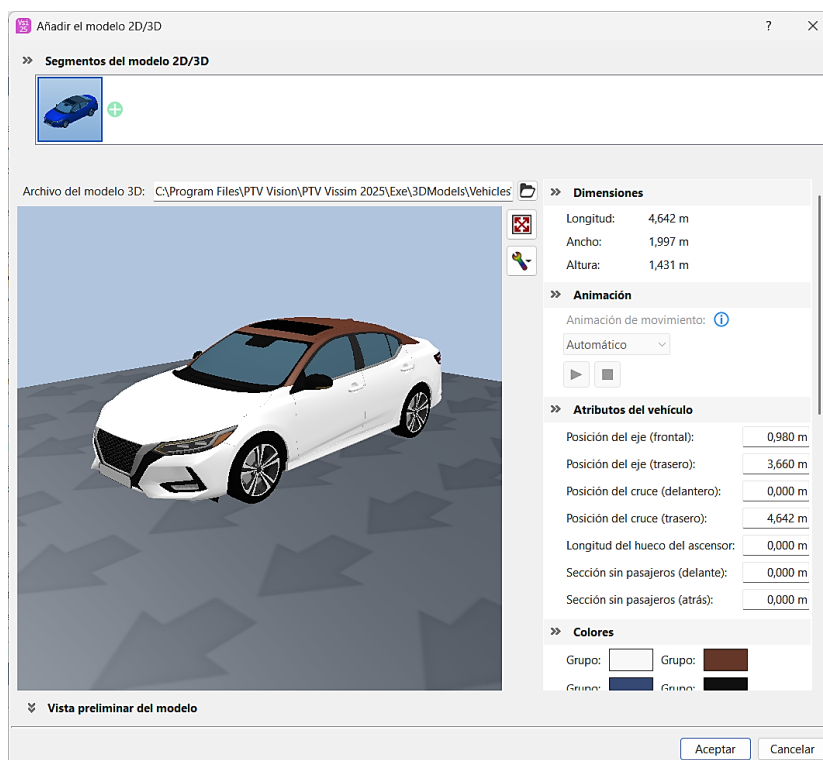 Añadir el modelo 2D/3D ?
Segmentos del modelo 2D/3D
Archivo del modelo 3D: C:\Program Files\PTV Vision\PTV Vissim 2025\Exe\3DModels\Vehicles\
Dimensiones
Longitud: 4,642 m
Ancho: 1,997 m
Altura: 1,431 m
Animación
Animación de movimiento:
Automático
Atributos del vehículo
Posición del eje (frontal): 0,980 m
Posición del eje (trasero): 3,660 m
Posición del cruce (delantero): 0,000 m
Posición del cruce (trasero): 4,642 m
Longitud del hueco del ascensor: 0,000 m
Sección sin pasajeros (delante): 0,000 m
Sección sin pasajeros (atrás): 0,000 m
Colores
Grupo: Grupo:
Grupo: Grupo:
Vista preliminar del modelo
Aceptar Cancelar